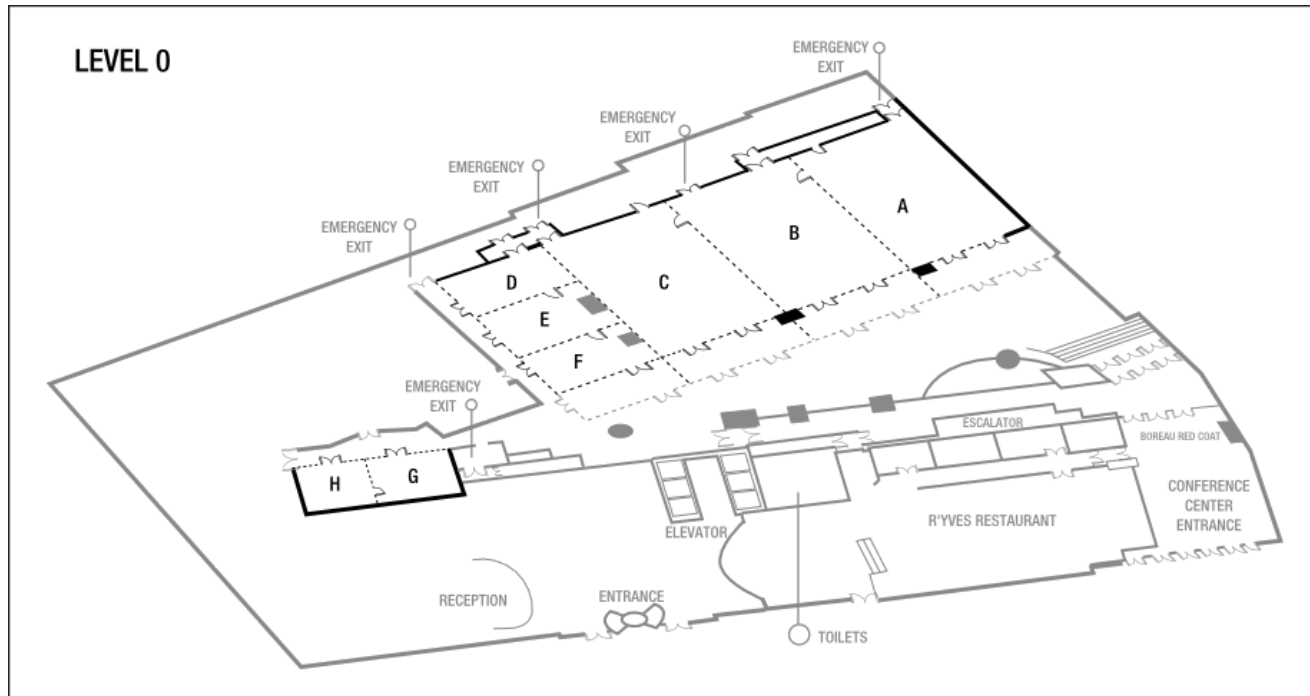 LEVEL 0
EMERGENCY
EXIT
EMERGENCY
EXIT
EMERGENCY
EXIT
EMERGENCY
EXIT
A
B
C
D
E
F
EMERGENCY
EXIT
H
G
ESCALATOR
BOREAU RED COAT
CONFERENCE
CENTER
ENTRANCE
R'YVES RESTAURANT
ELEVATOR
RECEPTION
ENTRANCE
TOILETS